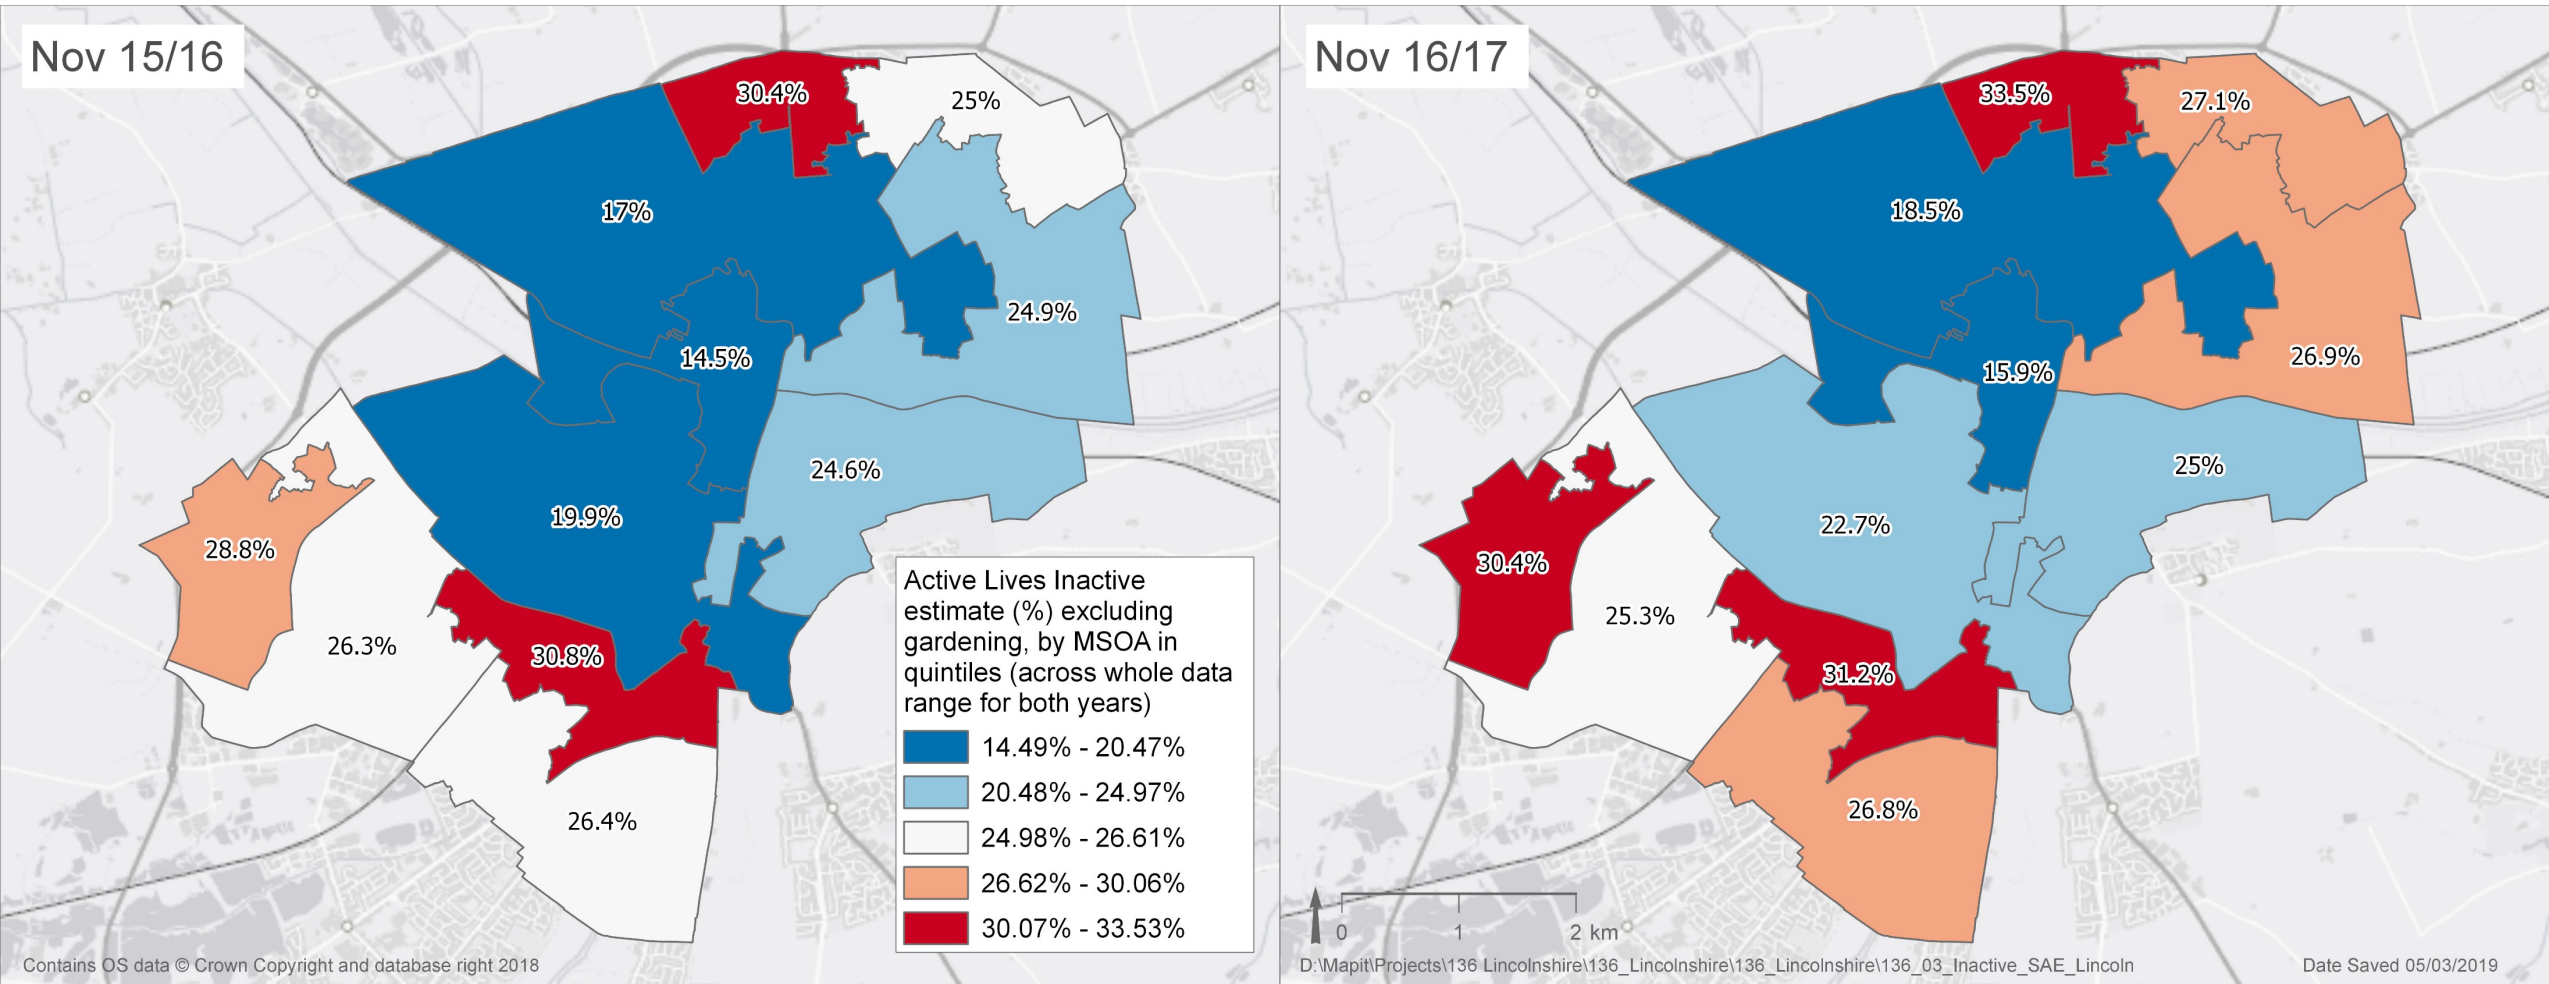 Nov 15/16
30.4%
25%
17%
24.9%
14.5%
24.6%
19.9%
28.8%
26.3%
30.8%
26.4%
Active Lives Inactive
estimate (%) excluding
gardening, by MSOA in
quintiles (across whole data
range for both years)
14.49% - 20.47%
20.48% - 24.97%
24.98% - 26.61%
26.62% - 30.06%
30.07% - 33.53%
Contains OS data © Crown Copyright and database right 2018
Nov 16/17
33.5%
27.1%
18.5%
26.9%
15.9%
25%
22.7%
30.4%
25.3%
31.2%
26.8%
0 1 2 km
D:\Mapit\Projects\136 Lincolnshire\136_Lincolnshire\136_Lincolnshire\136_03_Inactive_SAE_Lincoln
Date Saved 05/03/2019